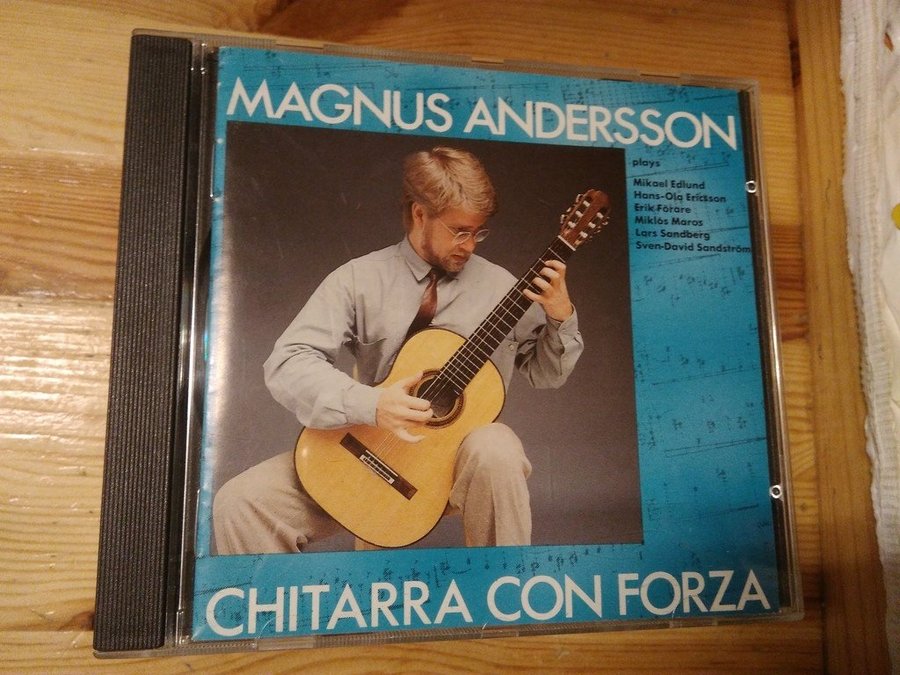 MAGNUS ANDERSSON
plays
Mikael Edlund
Hans-Ola Ericsson
Erik Förare
Miklós Maros
Lars Sandberg
Sven-David Sandström
CHITARRA CON FORZA